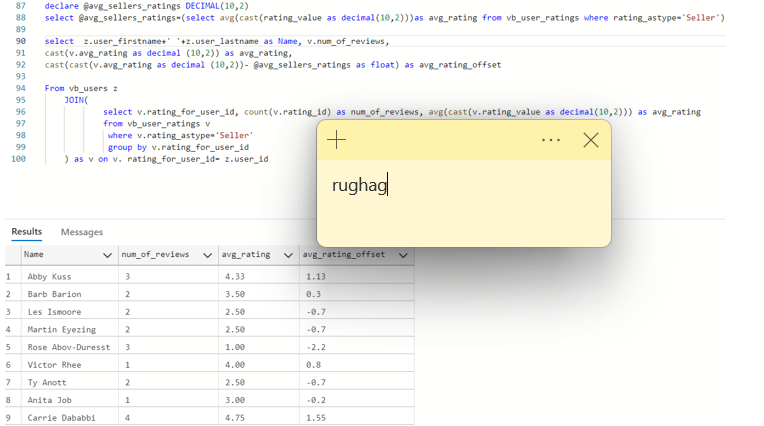 87 declare @avg_sellers_ratings DECIMAL(10,2)
88 select @avg_sellers_ratings=(select avg(cast(rating_value as decimal(10,2)))as avg_rating from vb_user_ratings where rating_astype='Seller')
89
90 select  z.user_firstname+' '+z.user_lastname as Name, v.num_of_reviews,
91 cast(v.avg_rating as decimal (10,2)) as avg_rating,
92 cast(cast(v.avg_rating as decimal (10,2))- @avg_sellers_ratings as float) as avg_rating_offset
93
94 From vb_users z
95 JOIN(
96 select v.rating_for_user_id, count(v.rating_id) as num_of_reviews, avg(cast(v.rating_value as decimal(10,2))) as avg_rating
97 from vb_user_ratings v
98 where v.rating_astype='Seller'
99 group by v.rating_for_user_id
100 ) as v on v. rating_for_user_id= z.user_id
rughag
Results Messages
Name num_of_reviews avg_rating avg_rating_offset
1 Abby Kuss 3 4.33 1.13
2 Barb Barion 2 3.50 0.3
3 Les Ismoore 2 2.50 -0.7
4 Martin Eyezing 2 2.50 -0.7
5 Rose Abov-Duresst 3 1.00 -2.2
6 Victor Rhee 1 4.00 0.8
7 Ty Anott 2 2.50 -0.7
8 Anita Job 1 3.00 -0.2
9 Carrie Dababbi 4 4.75 1.55